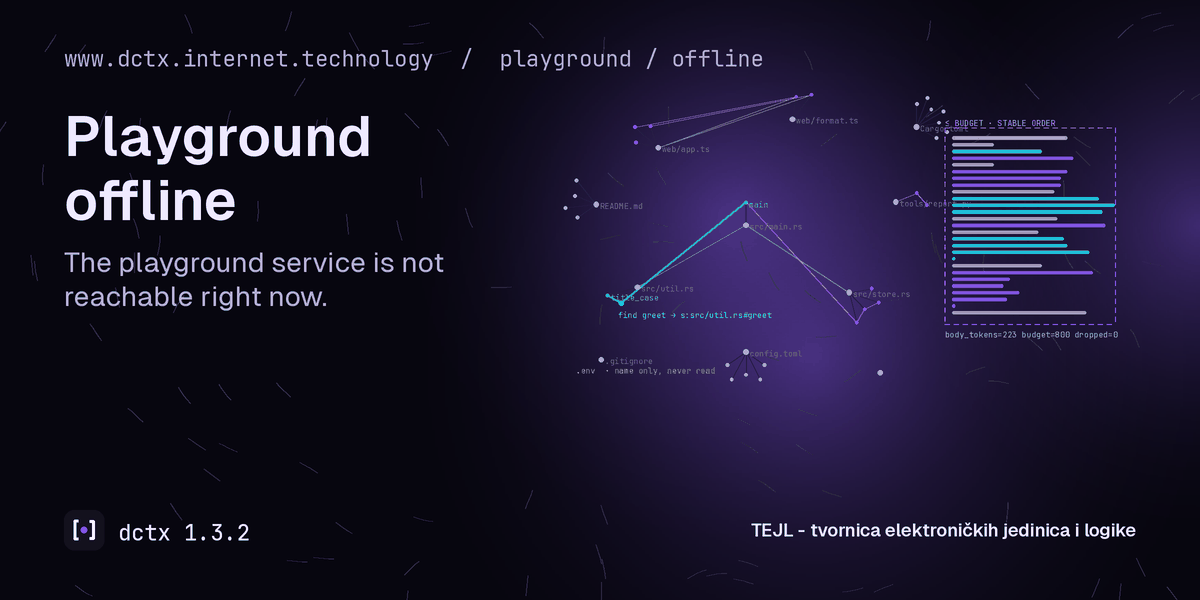 www.dctx.internet.technology / playground / offline
Playground
offline
The playground service is not
reachable right now.
web/format.ts
web/app.ts
≤ BUDGET · STABLE ORDER
README.md
main
src/main.rs
src/util.rs
title_case
src/store.rs
find greet → s:src/util.rs#greet
body_tokens=223 budget=800 dropped=0
config.toml
.gitignore
.env · name only, never read
dctx 1.3.2
TEJL - tvornica elektroničkih jedinica i logike